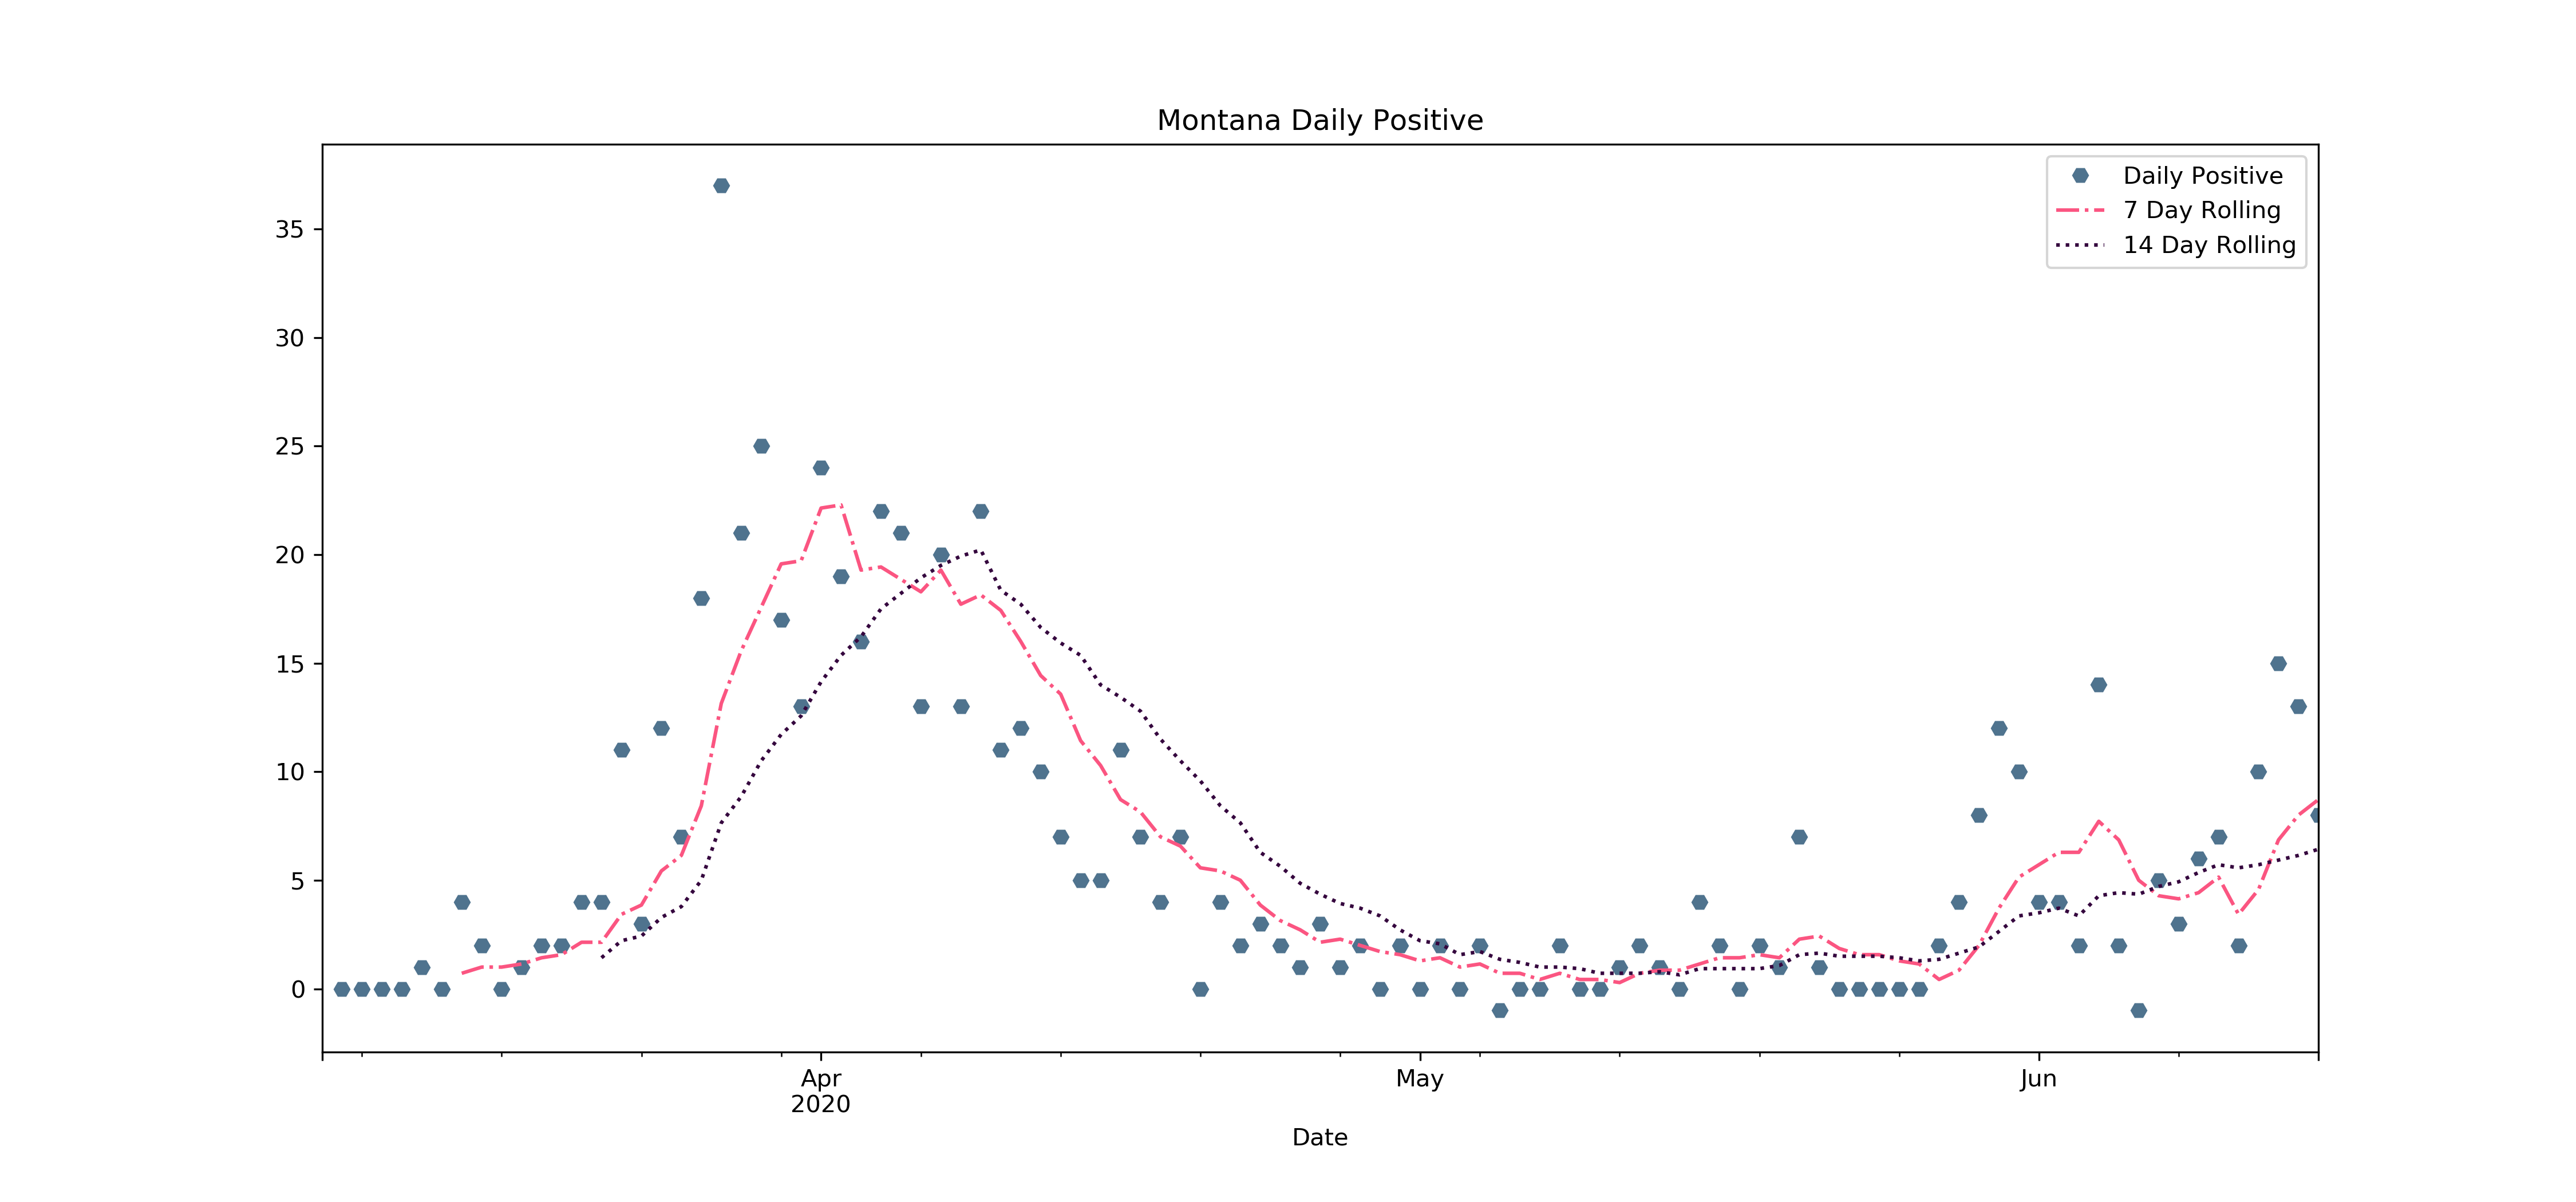 Montana Daily Positive
Daily Positive
7 Day Rolling
14 Day Rolling
35
30
25
20
15
10
5
0
Apr
2020
May
Jun
Date